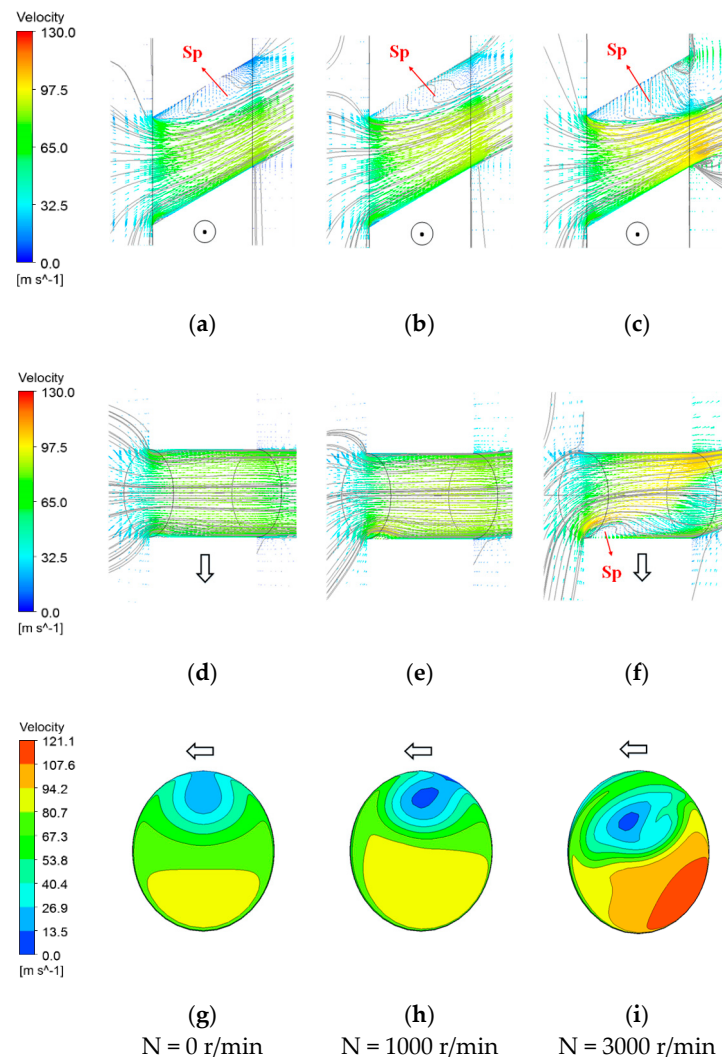 Velocity
130.0
97.5
65.0
32.5
0.0
[m s^-1]
Sp
Sp
Sp
(a)
(b)
(c)
Velocity
130.0
97.5
65.0
32.5
0.0
[m s^-1]
Sp
(d)
(e)
(f)
Velocity
121.1
107.6
94.2
80.7
67.3
53.8
40.4
26.9
13.5
0.0
[m s^-1]
(g)
(h)
(i)
N = 0 r/min
N = 1000 r/min
N = 3000 r/min